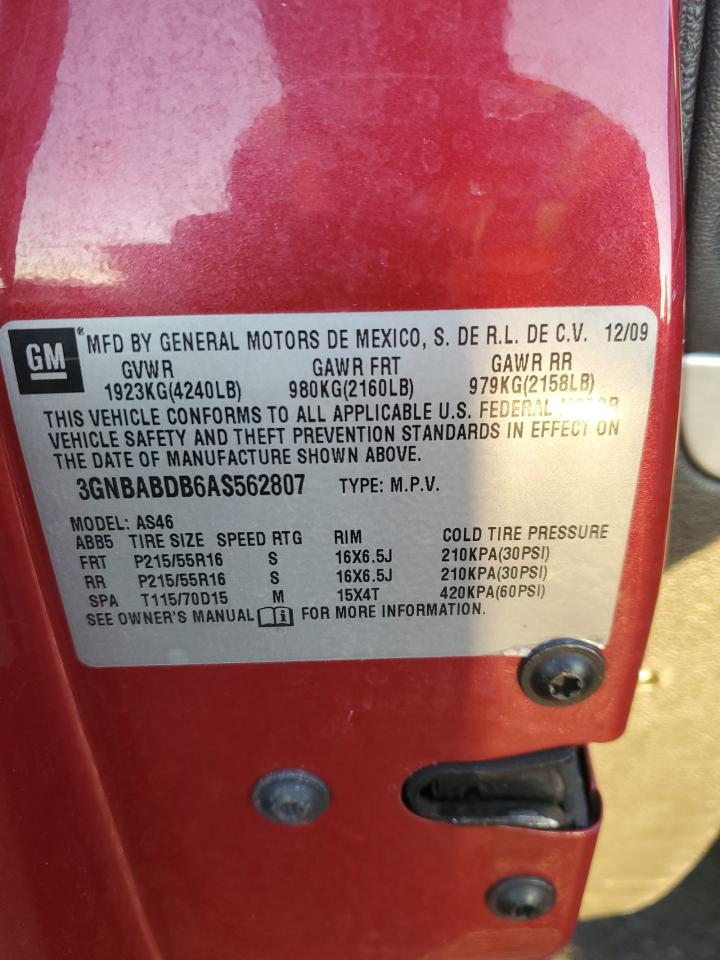 GM ® MFD BY GENERAL MOTORS DE MEXICO, S. DE R.L. DE C.V. 12/09
GVWR GAWR FRT GAWR RR
1923KG(4240LB) 980KG(2160LB) 979KG(2158LB)
THIS VEHICLE CONFORMS TO ALL APPLICABLE U.S. FEDERAL MOTOR
VEHICLE SAFETY AND THEFT PREVENTION STANDARDS IN EFFECT ON
THE DATE OF MANUFACTURE SHOWN ABOVE.
3GNBABDB6AS562807 TYPE: M.P.V.
MODEL: AS46
ABB5 TIRE SIZE SPEED RTG RIM COLD TIRE PRESSURE
FRT P215/55R16 S 16X6.5J 210KPA(30PSI)
RR P215/55R16 S 16X6.5J 210KPA(30PSI)
SPA T115/70D15 M 15X4T 420KPA(60PSI)
SEE OWNER'S MANUAL i FOR MORE INFORMATION.